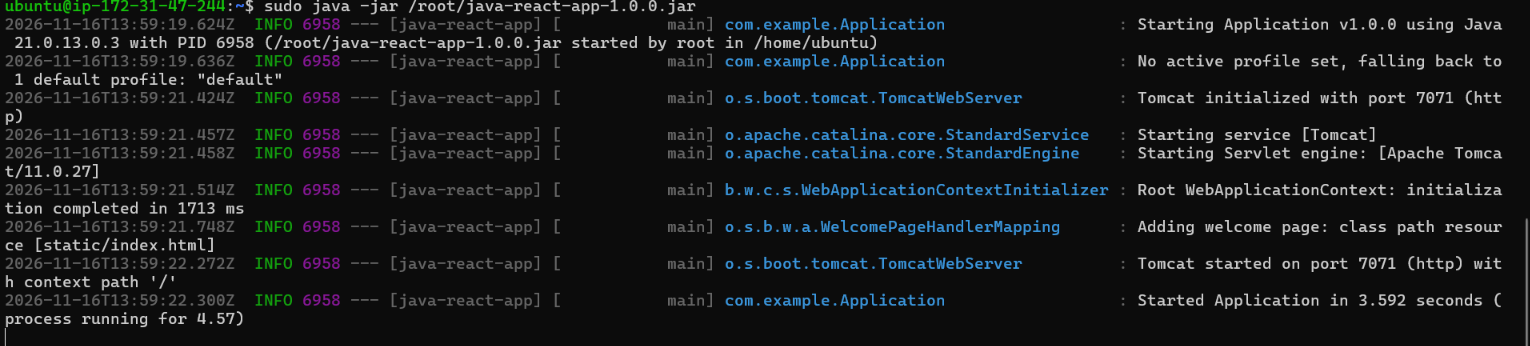 ubuntu@ip-172-31-47-244:~$ sudo java -jar /root/java-react-app-1.0.0.jar
2026-11-16T13:59:19.624Z  INFO 6958 --- [java-react-app] [           main] com.example.Application                  : Starting Application v1.0.0 using Java
 21.0.13.0.3 with PID 6958 (/root/java-react-app-1.0.0.jar started by root in /home/ubuntu)
2026-11-16T13:59:19.636Z  INFO 6958 --- [java-react-app] [           main] com.example.Application                  : No active profile set, falling back to
 1 default profile: "default"
2026-11-16T13:59:21.424Z  INFO 6958 --- [java-react-app] [           main] o.s.boot.tomcat.TomcatWebServer          : Tomcat initialized with port 7071 (htt
p)
2026-11-16T13:59:21.457Z  INFO 6958 --- [java-react-app] [           main] o.apache.catalina.core.StandardService   : Starting service [Tomcat]
2026-11-16T13:59:21.458Z  INFO 6958 --- [java-react-app] [           main] o.apache.catalina.core.StandardEngine    : Starting Servlet engine: [Apache Tomca
t/11.0.27]
2026-11-16T13:59:21.514Z  INFO 6958 --- [java-react-app] [           main] b.w.c.s.WebApplicationContextInitializer : Root WebApplicationContext: initializa
tion completed in 1713 ms
2026-11-16T13:59:21.748Z  INFO 6958 --- [java-react-app] [           main] o.s.b.w.a.WelcomePageHandlerMapping      : Adding welcome page: class path resour
ce [static/index.html]
2026-11-16T13:59:22.272Z  INFO 6958 --- [java-react-app] [           main] o.s.boot.tomcat.TomcatWebServer          : Tomcat started on port 7071 (http) wit
h context path '/'
2026-11-16T13:59:22.300Z  INFO 6958 --- [java-react-app] [           main] com.example.Application                  : Started Application in 3.592 seconds (
process running for 4.57)